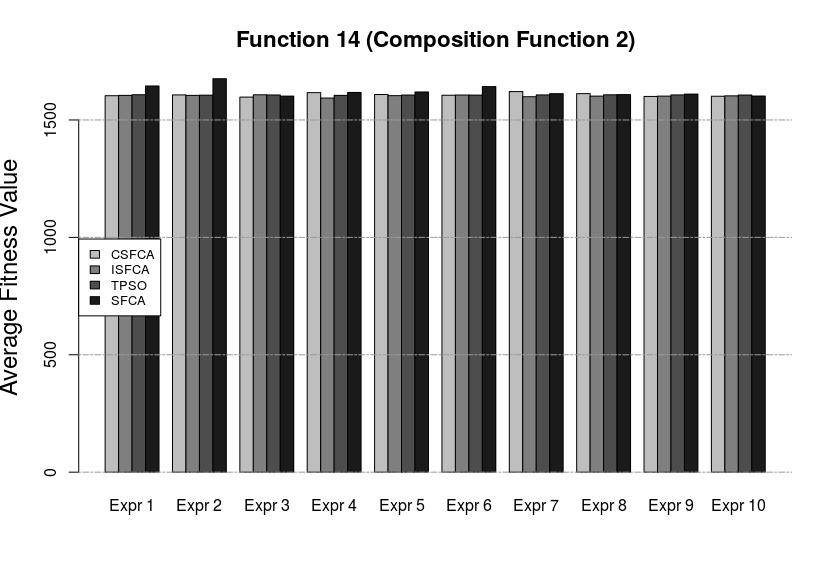 Function 14 (Composition Function 2)
Average Fitness Value
1500
1000
500
0
CSFCA
ISFCA
TPSO
SFCA
Expr 1 Expr 2 Expr 3 Expr 4 Expr 5 Expr 6 Expr 7 Expr 8 Expr 9 Expr 10